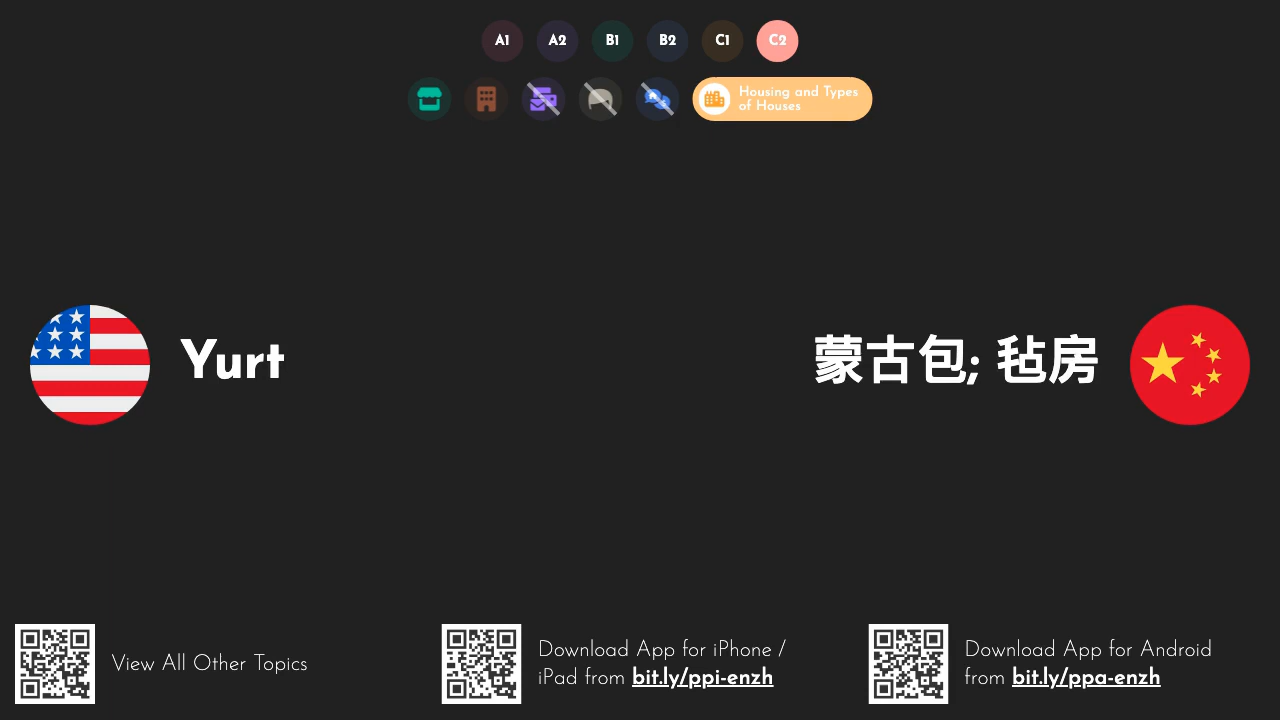 A1 A2 B1 B2 C1 C2
Housing and Types
of Houses
Yurt
蒙古包; 毡房
View All Other Topics
Download App for iPhone /
iPad from bit.ly/ppi-enzh
Download App for Android
from bit.ly/ppa-enzh